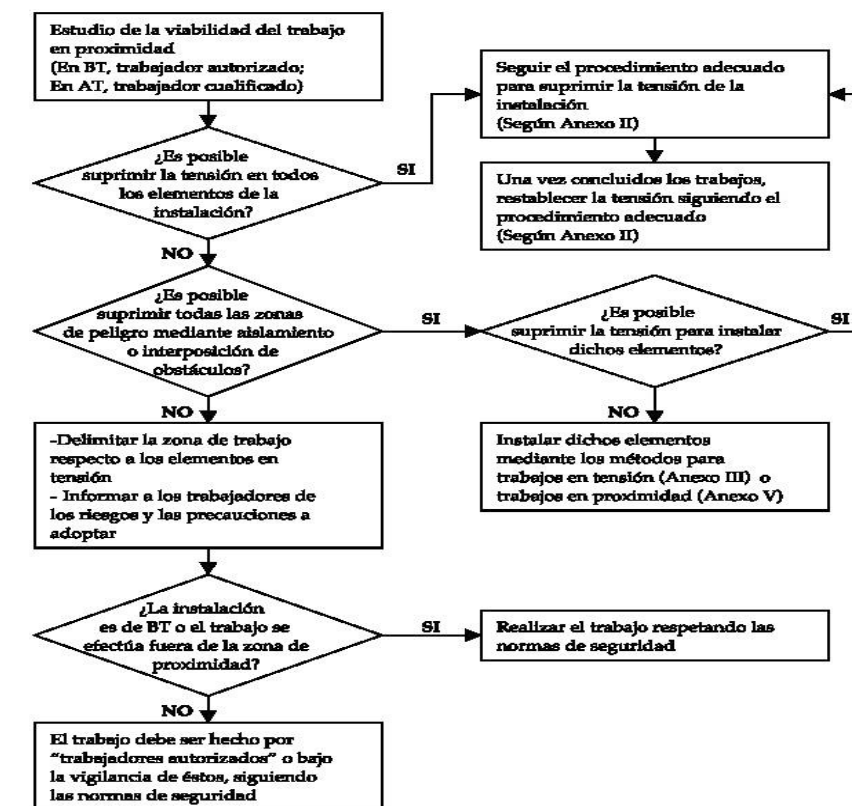 Estudio de la viabilidad del trabajo
en proximidad
(En BT, trabajador autorizado;
En AT, trabajador cualificado)
¿Es posible
suprimir la tensión en todos
los elementos de la
instalación?
SI
Seguir el procedimiento adecuado
para suprimir la tensión de la
instalación
(Según Anexo II)
Una vez concluidos los trabajos,
restablecer la tensión siguiendo el
procedimiento adecuado
(Según Anexo II)
NO
¿Es posible
suprimir todas las zonas
de peligro mediante aislamiento
o interposición de
obstáculos?
SI
¿Es posible
suprimir la tensión para instalar
dichos elementos?
SI
NO
Instalar dichos elementos
mediante los métodos para
trabajos en tensión (Anexo III) o
trabajos en proximidad (Anexo V)
NO
-Delimitar la zona de trabajo
respecto a los elementos en
tensión
- Informar a los trabajadores de
los riesgos y las precauciones a
adoptar
¿La instalación
es de BT o el trabajo se
efectúa fuera de la zona de
proximidad?
SI
Realizar el trabajo respetando las
normas de seguridad
NO
El trabajo debe ser hecho por
“trabajadores autorizados” o bajo
la vigilancia de éstos, siguiendo
las normas de seguridad